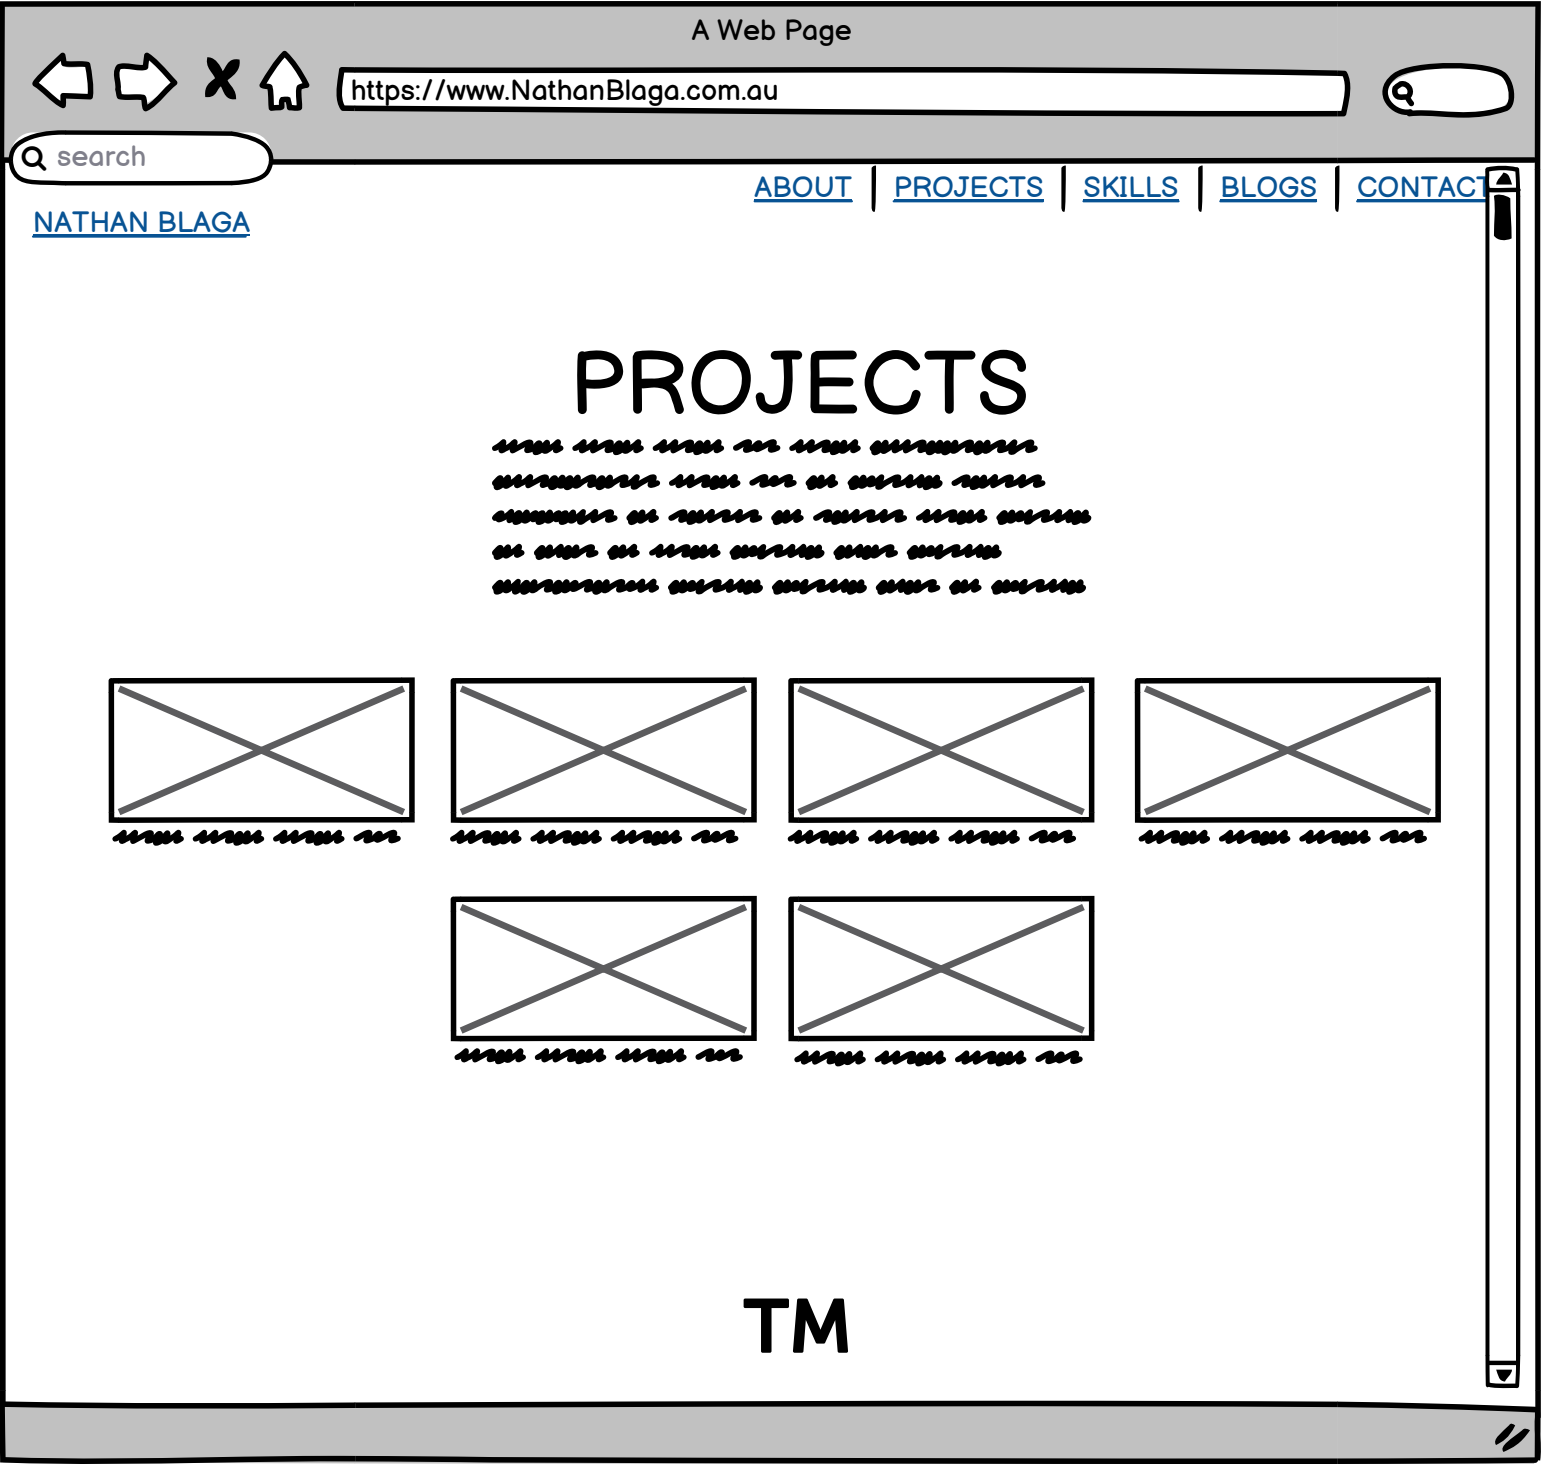 A Web Page
https://www.NathanBlaga.com.au
search
ABOUT PROJECTS SKILLS BLOGS CONTACT
NATHAN BLAGA
PROJECTS
TM